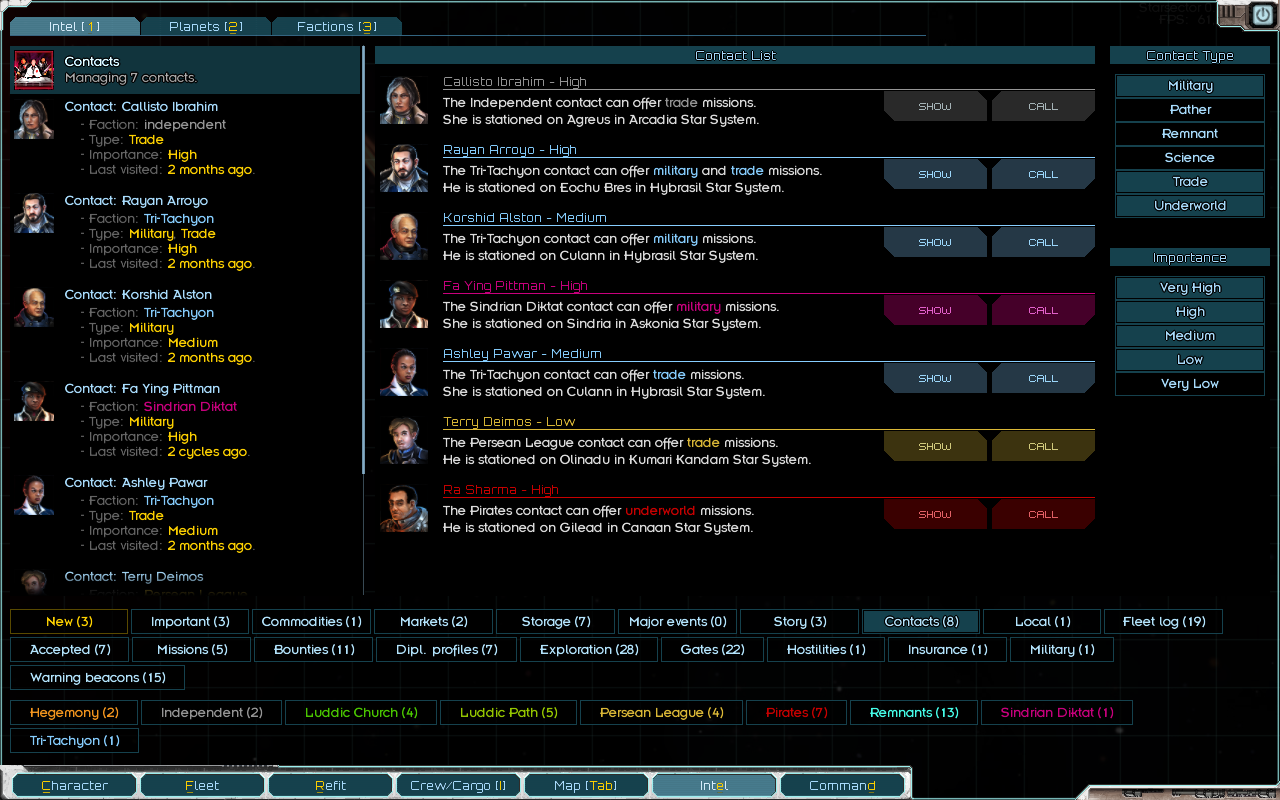 Starsector
FPS: 61
Intel [1] Planets [2] Factions [3]
Contacts
Managing 7 contacts.
Contact: Callisto Ibrahim
- Faction: independent
- Type: Trade
- Importance: High
- Last visited: 2 months ago.
Contact: Rayan Arroyo
- Faction: Tri-Tachyon
- Type: Military, Trade
- Importance: High
- Last visited: 2 months ago.
Contact: Korshid Alston
- Faction: Tri-Tachyon
- Type: Military
- Importance: Medium
- Last visited: 2 months ago.
Contact: Fa Ying Pittman
- Faction: Sindrian Diktat
- Type: Military
- Importance: High
- Last visited: 2 cycles ago.
Contact: Ashley Pawar
- Faction: Tri-Tachyon
- Type: Trade
- Importance: Medium
- Last visited: 2 months ago.
Contact: Terry Deimos
- Faction: Persean League
Contact List
Callisto Ibrahim - High
The Independent contact can offer trade missions.
She is stationed on Agreus in Arcadia Star System.
SHOW CALL
Rayan Arroyo - High
The Tri-Tachyon contact can offer military and trade missions.
He is stationed on Eochu Bres in Hybrasil Star System.
SHOW CALL
Korshid Alston - Medium
The Tri-Tachyon contact can offer military missions.
He is stationed on Culann in Hybrasil Star System.
SHOW CALL
Fa Ying Pittman - High
The Sindrian Diktat contact can offer military missions.
She is stationed on Sindria in Askonia Star System.
SHOW CALL
Ashley Pawar - Medium
The Tri-Tachyon contact can offer trade missions.
She is stationed on Culann in Hybrasil Star System.
SHOW CALL
Terry Deimos - Low
The Persean League contact can offer trade missions.
He is stationed on Olinadu in Kumari Kandam Star System.
SHOW CALL
Ra Sharma - High
The Pirates contact can offer underworld missions.
He is stationed on Gilead in Canaan Star System.
SHOW CALL
Contact Type
Military
Pather
Remnant
Science
Trade
Underworld
Importance
Very High
High
Medium
Low
Very Low
New (3) Important (3) Commodities (1) Markets (2) Storage (7) Major events (0) Story (3) Contacts (8) Local (1) Fleet log (19)
Accepted (7) Missions (5) Bounties (11) Dipl. profiles (7) Exploration (28) Gates (22) Hostilities (1) Insurance (1) Military (1)
Warning beacons (15)
Hegemony (2) Independent (2) Luddic Church (4) Luddic Path (5) Persean League (4) Pirates (7) Remnants (13) Sindrian Diktat (1)
Tri-Tachyon (1)
Character Fleet Refit Crew/Cargo [I] Map [Tab] Intel Command